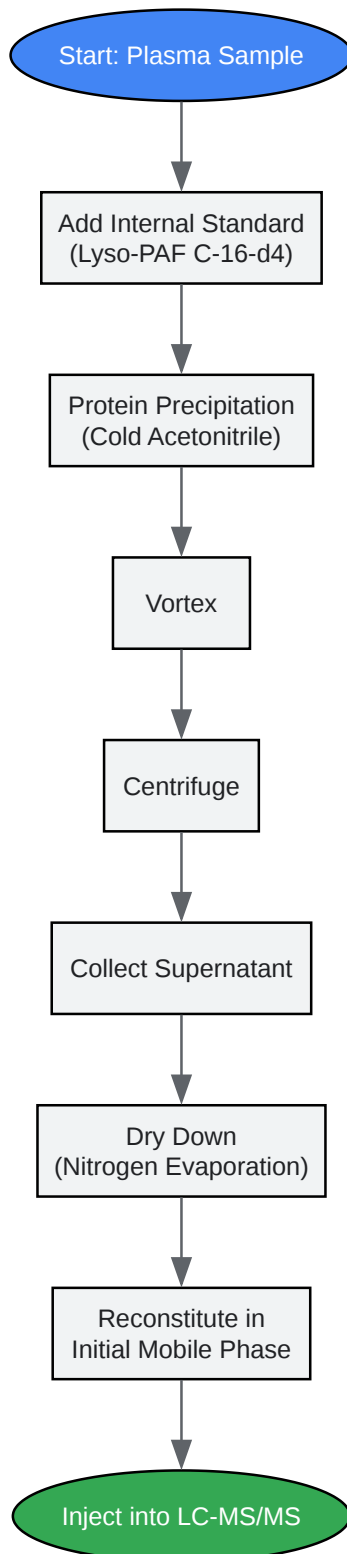 Start: Plasma Sample
Add Internal Standard
(Lyso-PAF C-16-d4)
Protein Precipitation
(Cold Acetonitrile)
Vortex
Centrifuge
Collect Supernatant
Dry Down
(Nitrogen Evaporation)
Reconstitute in
Initial Mobile Phase
Inject into LC-MS/MS